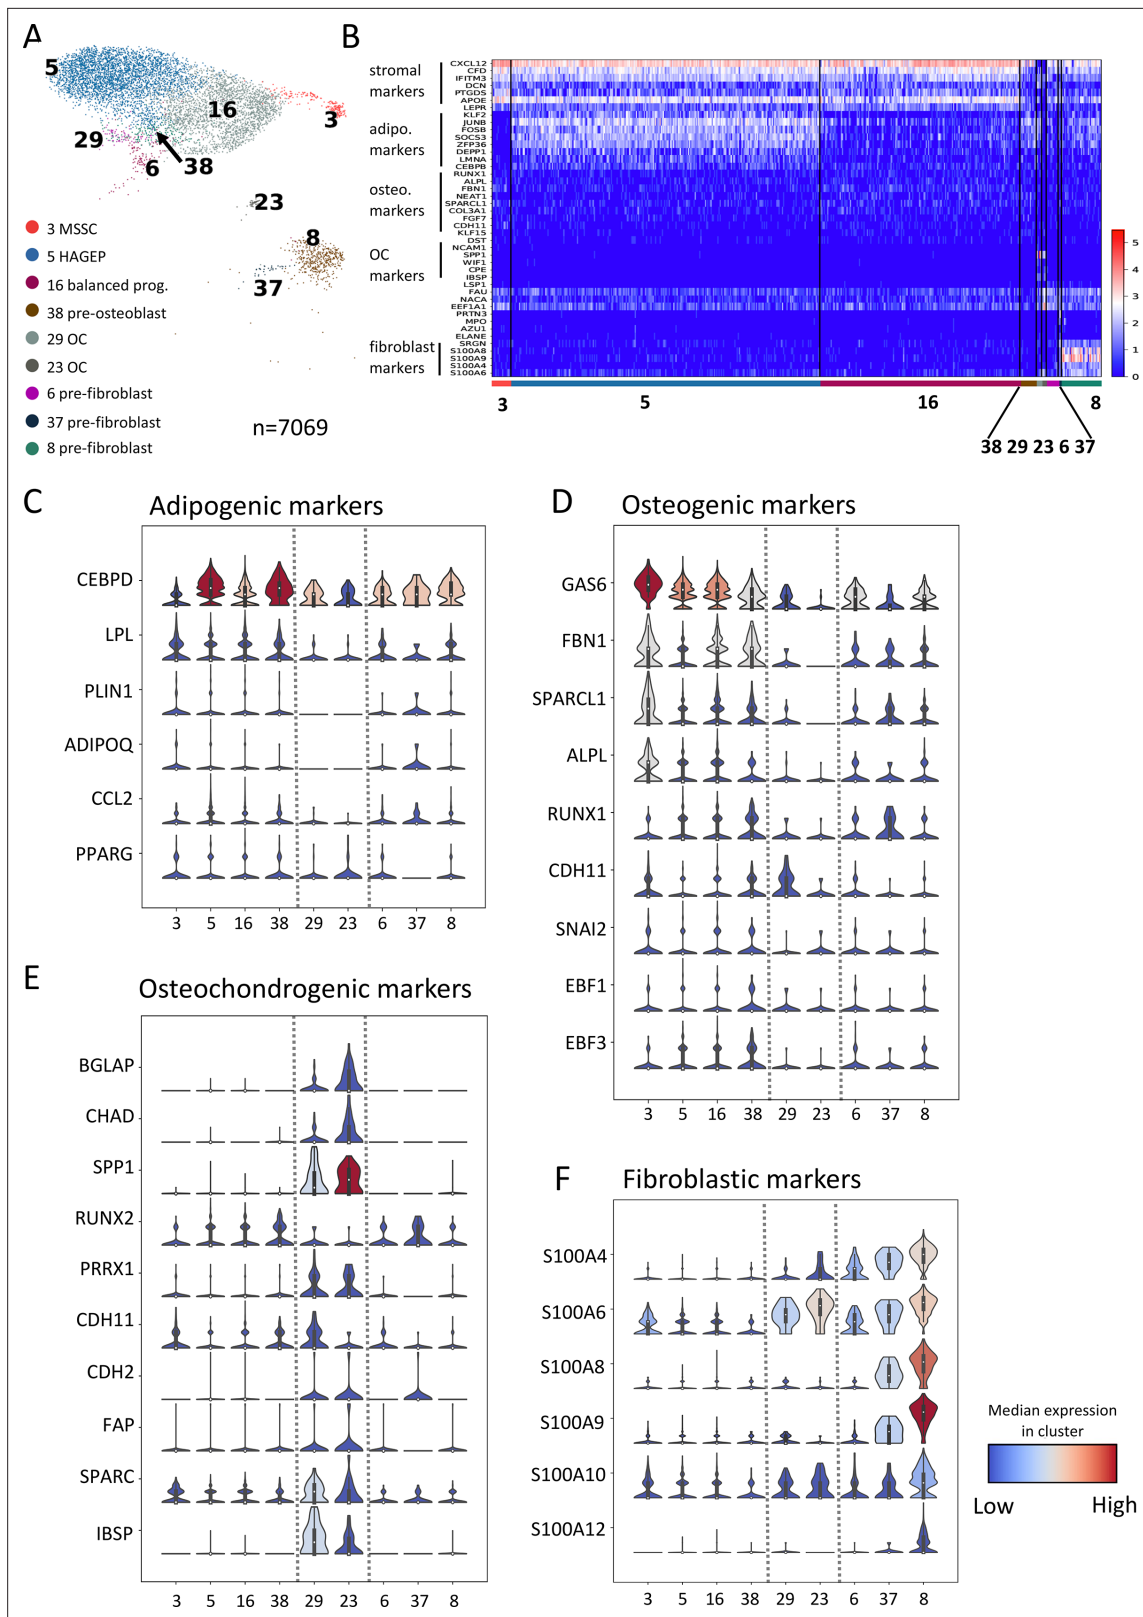 A
5
16
3
29
6
38
23
8
37
3 MSSC
5 HAGEP
16 balanced prog.
38 pre-osteoblast
29 OC
23 OC
6 pre-fibroblast
37 pre-fibroblast
8 pre-fibroblast
n=7069
B
stromal
markers
adipo.
markers
osteo.
markers
OC
markers
fibroblast
markers
CXCL12
CFD
IFITM3
DCN
PTGDS
APOE
LEPR
KLF2
JUNB
FOSB
SOCS3
ZFP36
DEPP1
LMNA
CEBPB
RUNX1
ALPL
FBN1
NEAT1
SPARCL1
COL3A1
FGF7
CDH11
KLF15
DST
NCAM1
SPP1
WIF1
CPE
IBSP
LSP1
FAU
NACA
EEF1A1
PRTN3
MPO
AZU1
ELANE
SRGN
S100A8
S100A9
S100A4
S100A6
5
4
3
2
1
0
3 5 16 8
38 29 23 6 37
C
Adipogenic markers
CEBPD
LPL
PLIN1
ADIPOQ
CCL2
PPARG
3 5 16 38 29 23 6 37 8
D
Osteogenic markers
GAS6
FBN1
SPARCL1
ALPL
RUNX1
CDH11
SNAI2
EBF1
EBF3
3 5 16 38 29 23 6 37 8
E
Osteochondrogenic markers
BGLAP
CHAD
SPP1
RUNX2
PRRX1
CDH11
CDH2
FAP
SPARC
IBSP
3 5 16 38 29 23 6 37 8
F
Fibroblastic markers
S100A4
S100A6
S100A8
S100A9
S100A10
S100A12
3 5 16 38 29 23 6 37 8
Median expression
in cluster
Low High